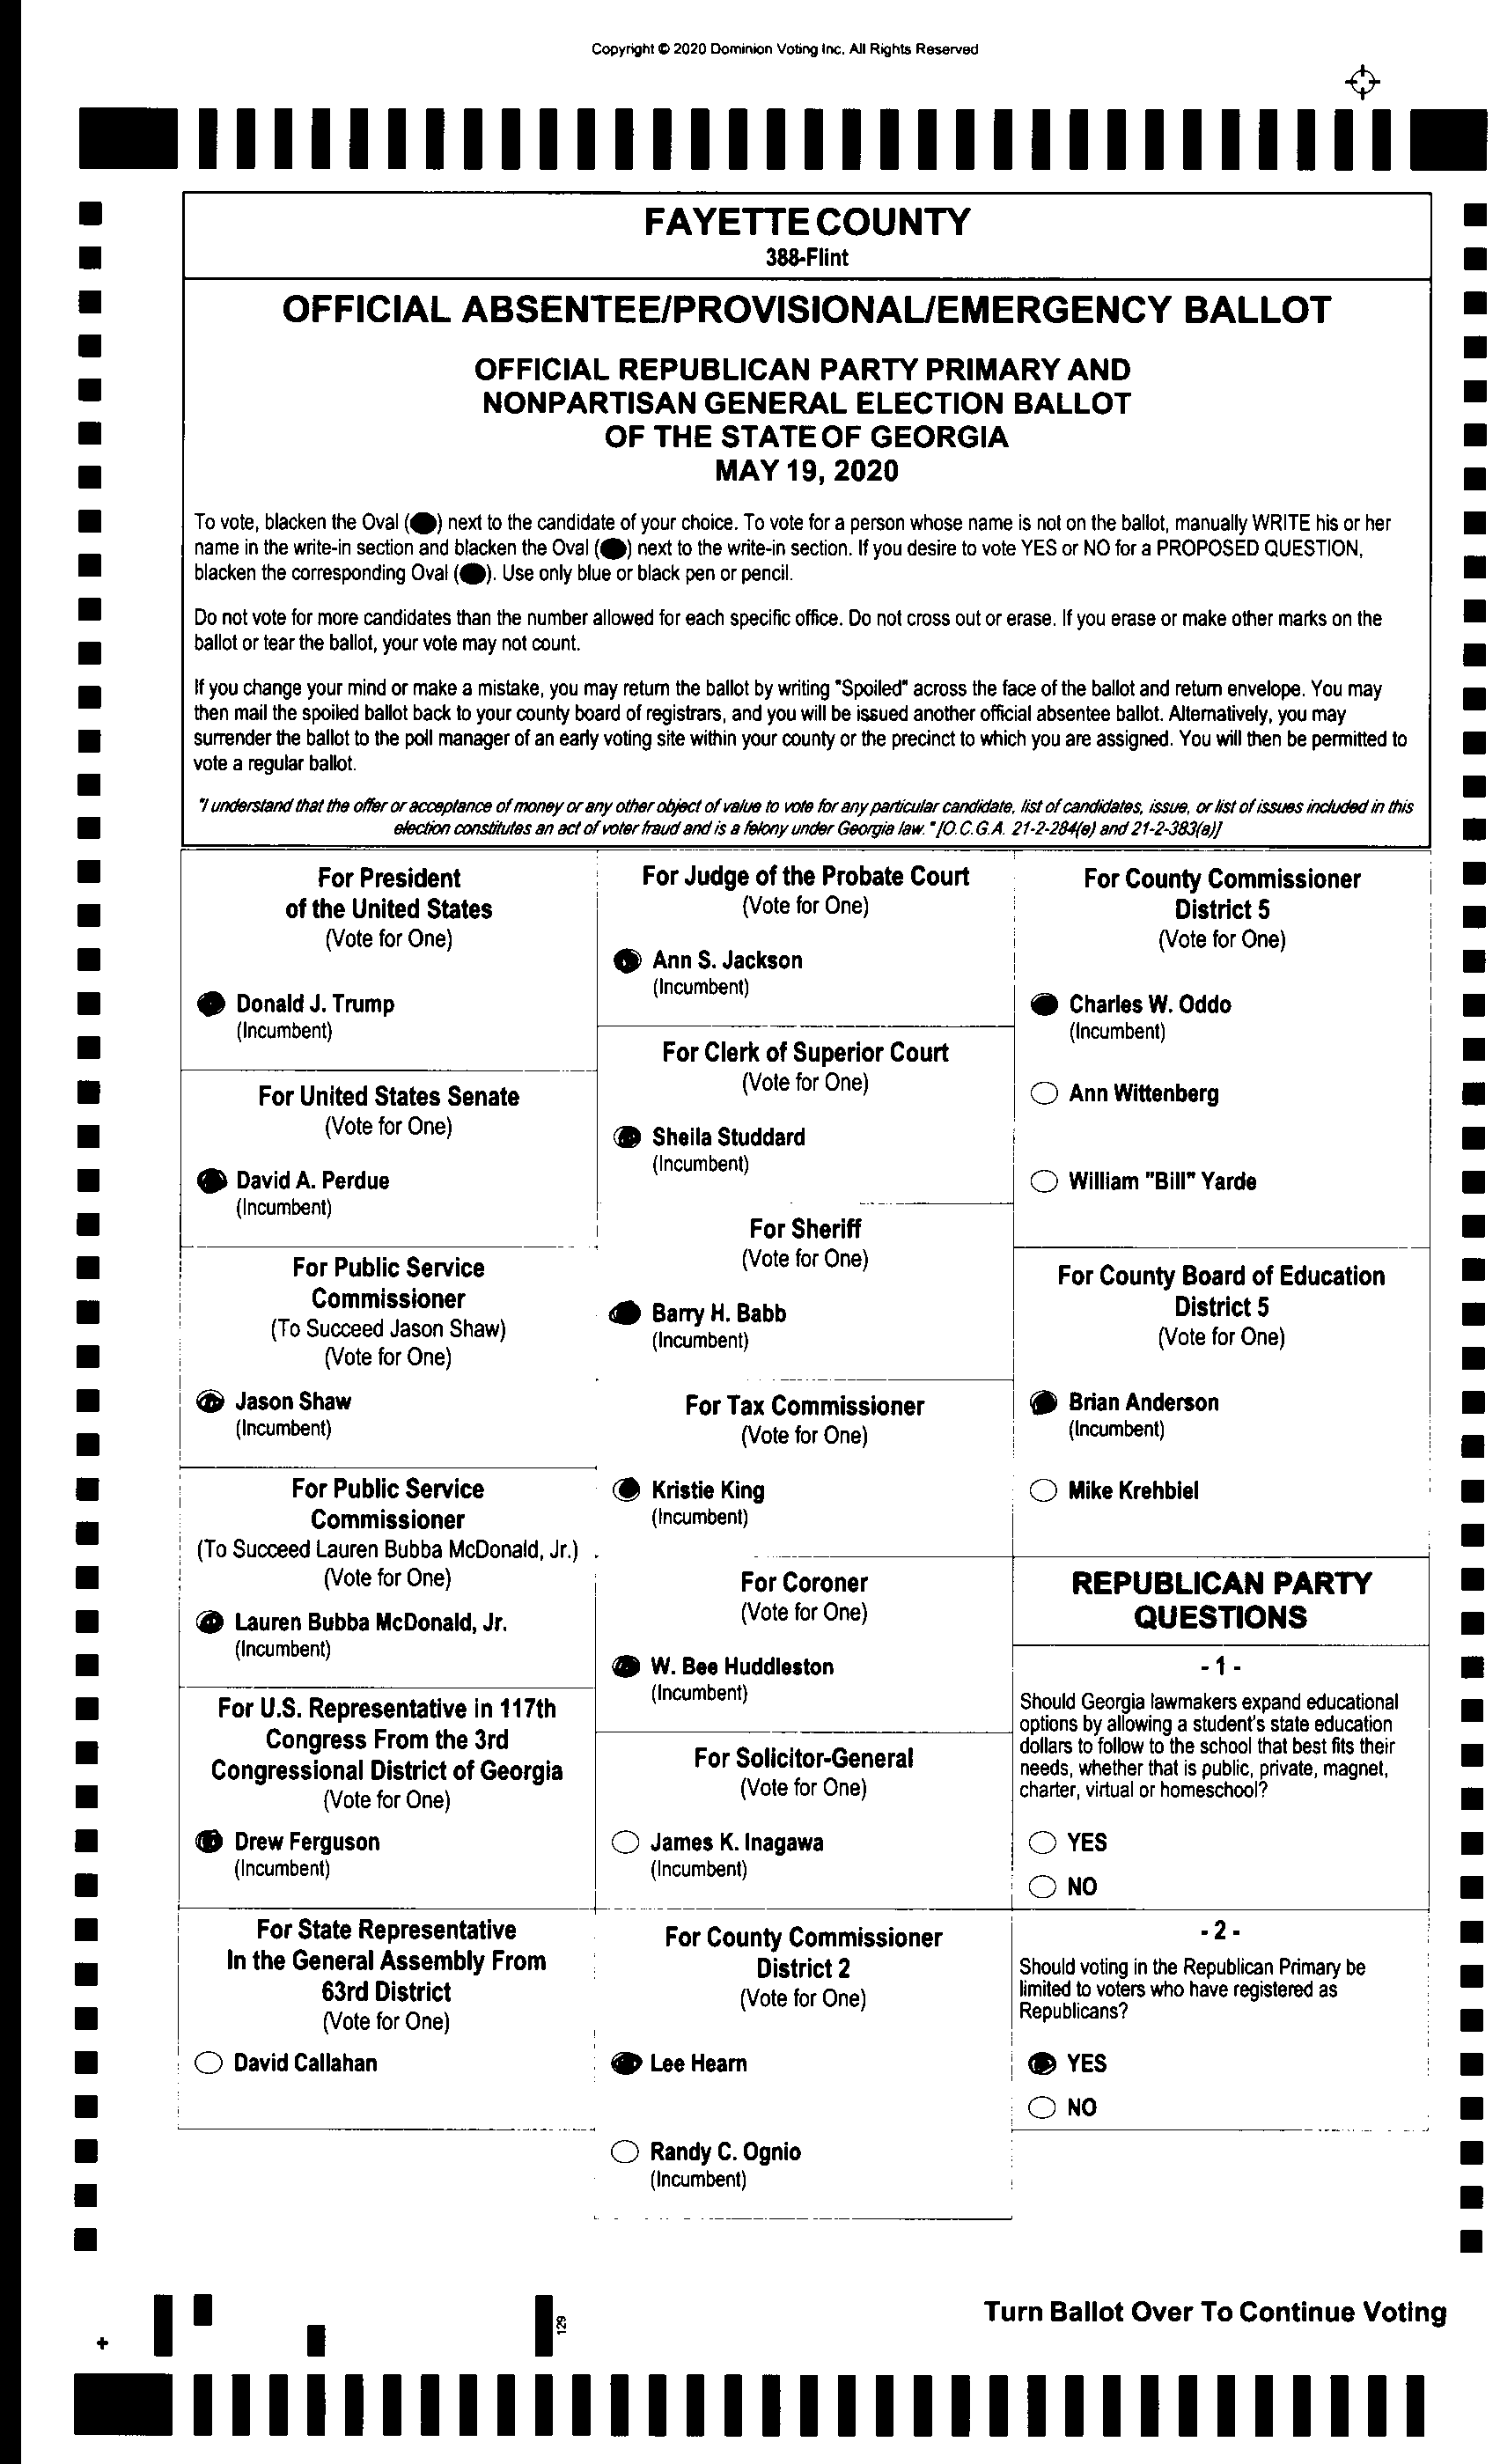 Copyright © 2020 Dominion Voting Inc. All Rights Reserved
FAYETTE COUNTY
388-Flint
OFFICIAL ABSENTEE/PROVISIONAL/EMERGENCY BALLOT
OFFICIAL REPUBLICAN PARTY PRIMARY AND
NONPARTISAN GENERAL ELECTION BALLOT
OF THE STATE OF GEORGIA
MAY 19, 2020
To vote, blacken the Oval ( ) next to the candidate of your choice. To vote for a person whose name is not on the ballot, manually WRITE his or her
name in the write-in section and blacken the Oval ( ) next to the write-in section. If you desire to vote YES or NO for a PROPOSED QUESTION,
blacken the corresponding Oval ( ). Use only blue or black pen or pencil.
Do not vote for more candidates than the number allowed for each specific office. Do not cross out or erase. If you erase or make other marks on the
ballot or tear the ballot, your vote may not count.
If you change your mind or make a mistake, you may return the ballot by writing "Spoiled" across the face of the ballot and return envelope. You may
then mail the spoiled ballot back to your county board of registrars, and you will be issued another official absentee ballot. Alternatively, you may
surrender the ballot to the poll manager of an early voting site within your county or the precinct to which you are assigned. You will then be permitted to
vote a regular ballot.
"I understand that the offer or acceptance of money or any other object of value to vote for any particular candidate, list of candidates, issue, or list of issues included in this
election constitutes an act of voter fraud and is a felony under Georgia law." [O.C.G.A. 21-2-284(e) and 21-2-383(a)]
For President
of the United States
(Vote for One)
Donald J. Trump
(Incumbent)
For United States Senate
(Vote for One)
David A. Perdue
(Incumbent)
For Public Service
Commissioner
(To Succeed Jason Shaw)
(Vote for One)
Jason Shaw
(Incumbent)
For Public Service
Commissioner
(To Succeed Lauren Bubba McDonald, Jr.)
(Vote for One)
Lauren Bubba McDonald, Jr.
(Incumbent)
For U.S. Representative in 117th
Congress From the 3rd
Congressional District of Georgia
(Vote for One)
Drew Ferguson
(Incumbent)
For State Representative
In the General Assembly From
63rd District
(Vote for One)
David Callahan
For Judge of the Probate Court
(Vote for One)
Ann S. Jackson
(Incumbent)
For Clerk of Superior Court
(Vote for One)
Sheila Studdard
(Incumbent)
For Sheriff
(Vote for One)
Barry H. Babb
(Incumbent)
For Tax Commissioner
(Vote for One)
Kristie King
(Incumbent)
For Coroner
(Vote for One)
W. Bee Huddleston
(Incumbent)
For Solicitor-General
(Vote for One)
James K. Inagawa
(Incumbent)
For County Commissioner
District 2
(Vote for One)
Lee Hearn
Randy C. Ognio
(Incumbent)
For County Commissioner
District 5
(Vote for One)
Charles W. Oddo
(Incumbent)
Ann Wittenberg
William "Bill" Yarde
For County Board of Education
District 5
(Vote for One)
Brian Anderson
(Incumbent)
Mike Krehbiel
REPUBLICAN PARTY
QUESTIONS
- 1 -
Should Georgia lawmakers expand educational
options by allowing a student's state education
dollars to follow to the school that best fits their
needs, whether that is public, private, magnet,
charter, virtual or homeschool?
YES
NO
- 2 -
Should voting in the Republican Primary be
limited to voters who have registered as
Republicans?
YES
NO
129
Turn Ballot Over To Continue Voting